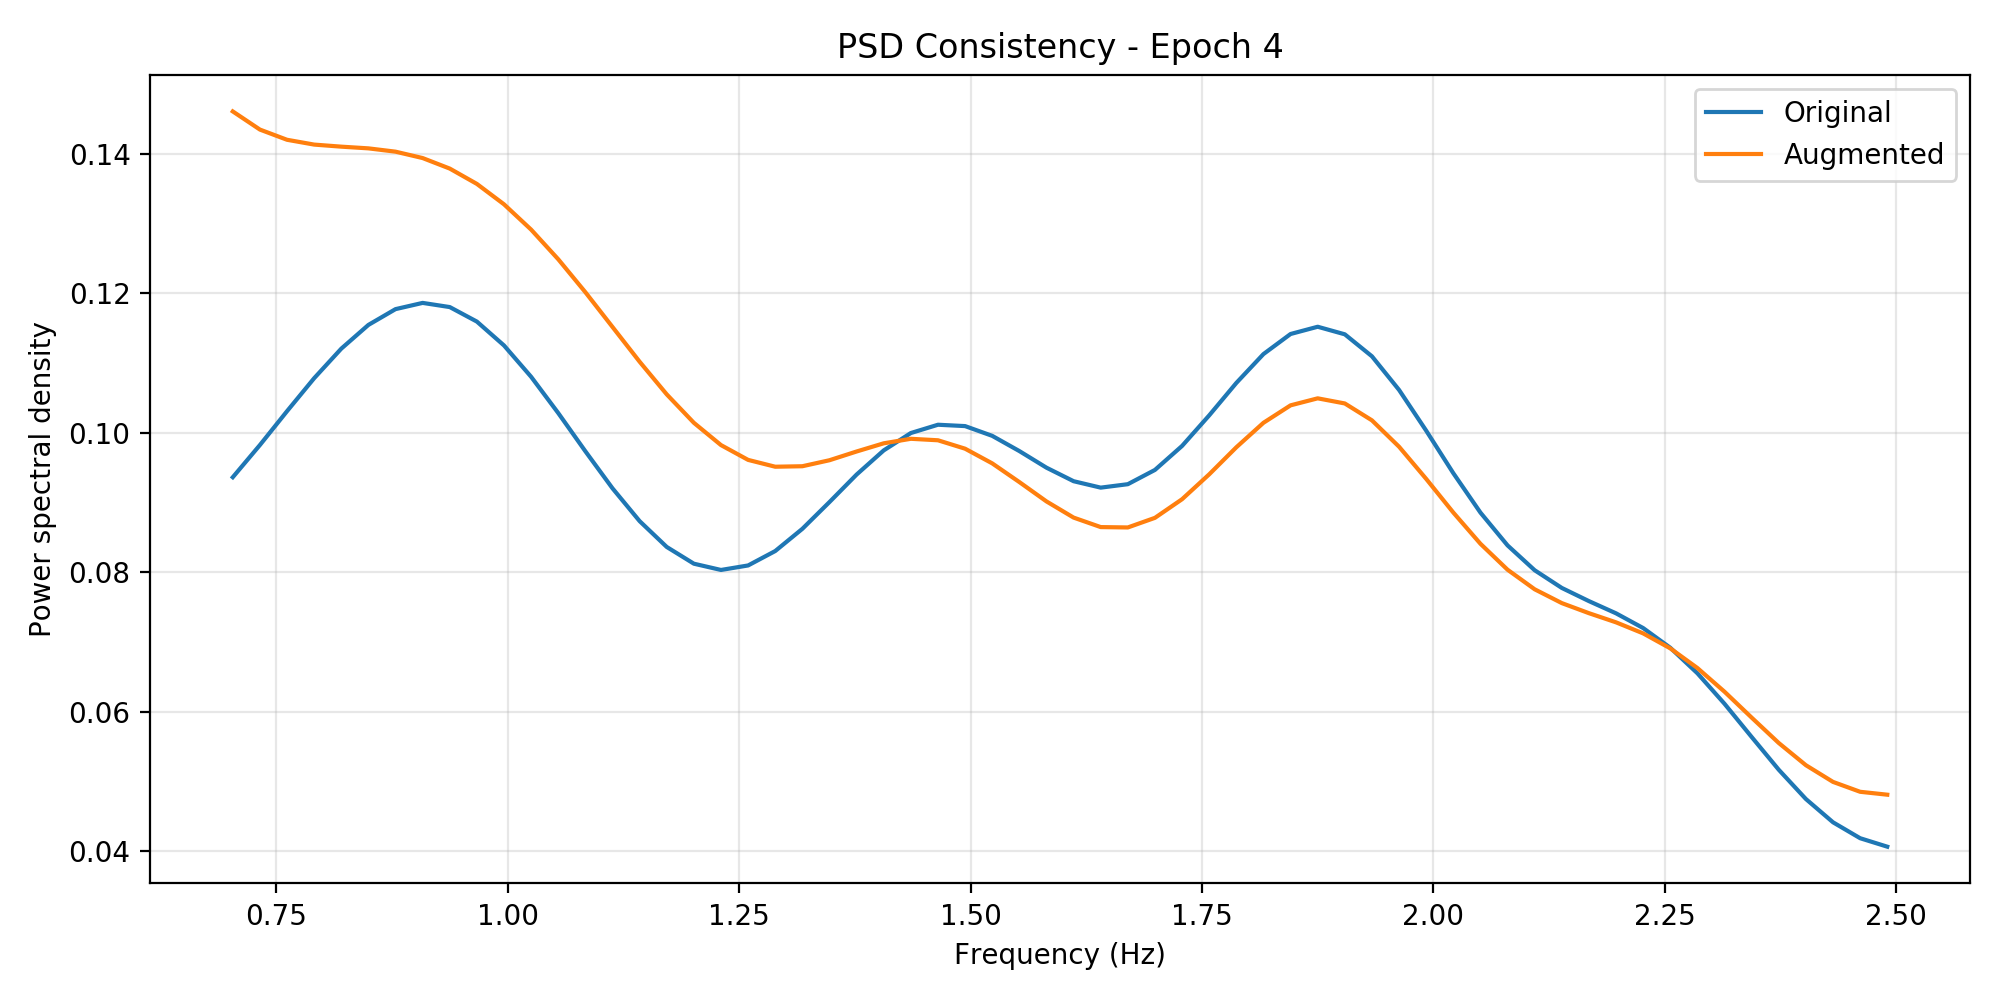 PSD Consistency - Epoch 4
Original
Augmented
Power spectral density
0.14
0.12
0.10
0.08
0.06
0.04
0.75 1.00 1.25 1.50 1.75 2.00 2.25 2.50
Frequency (Hz)